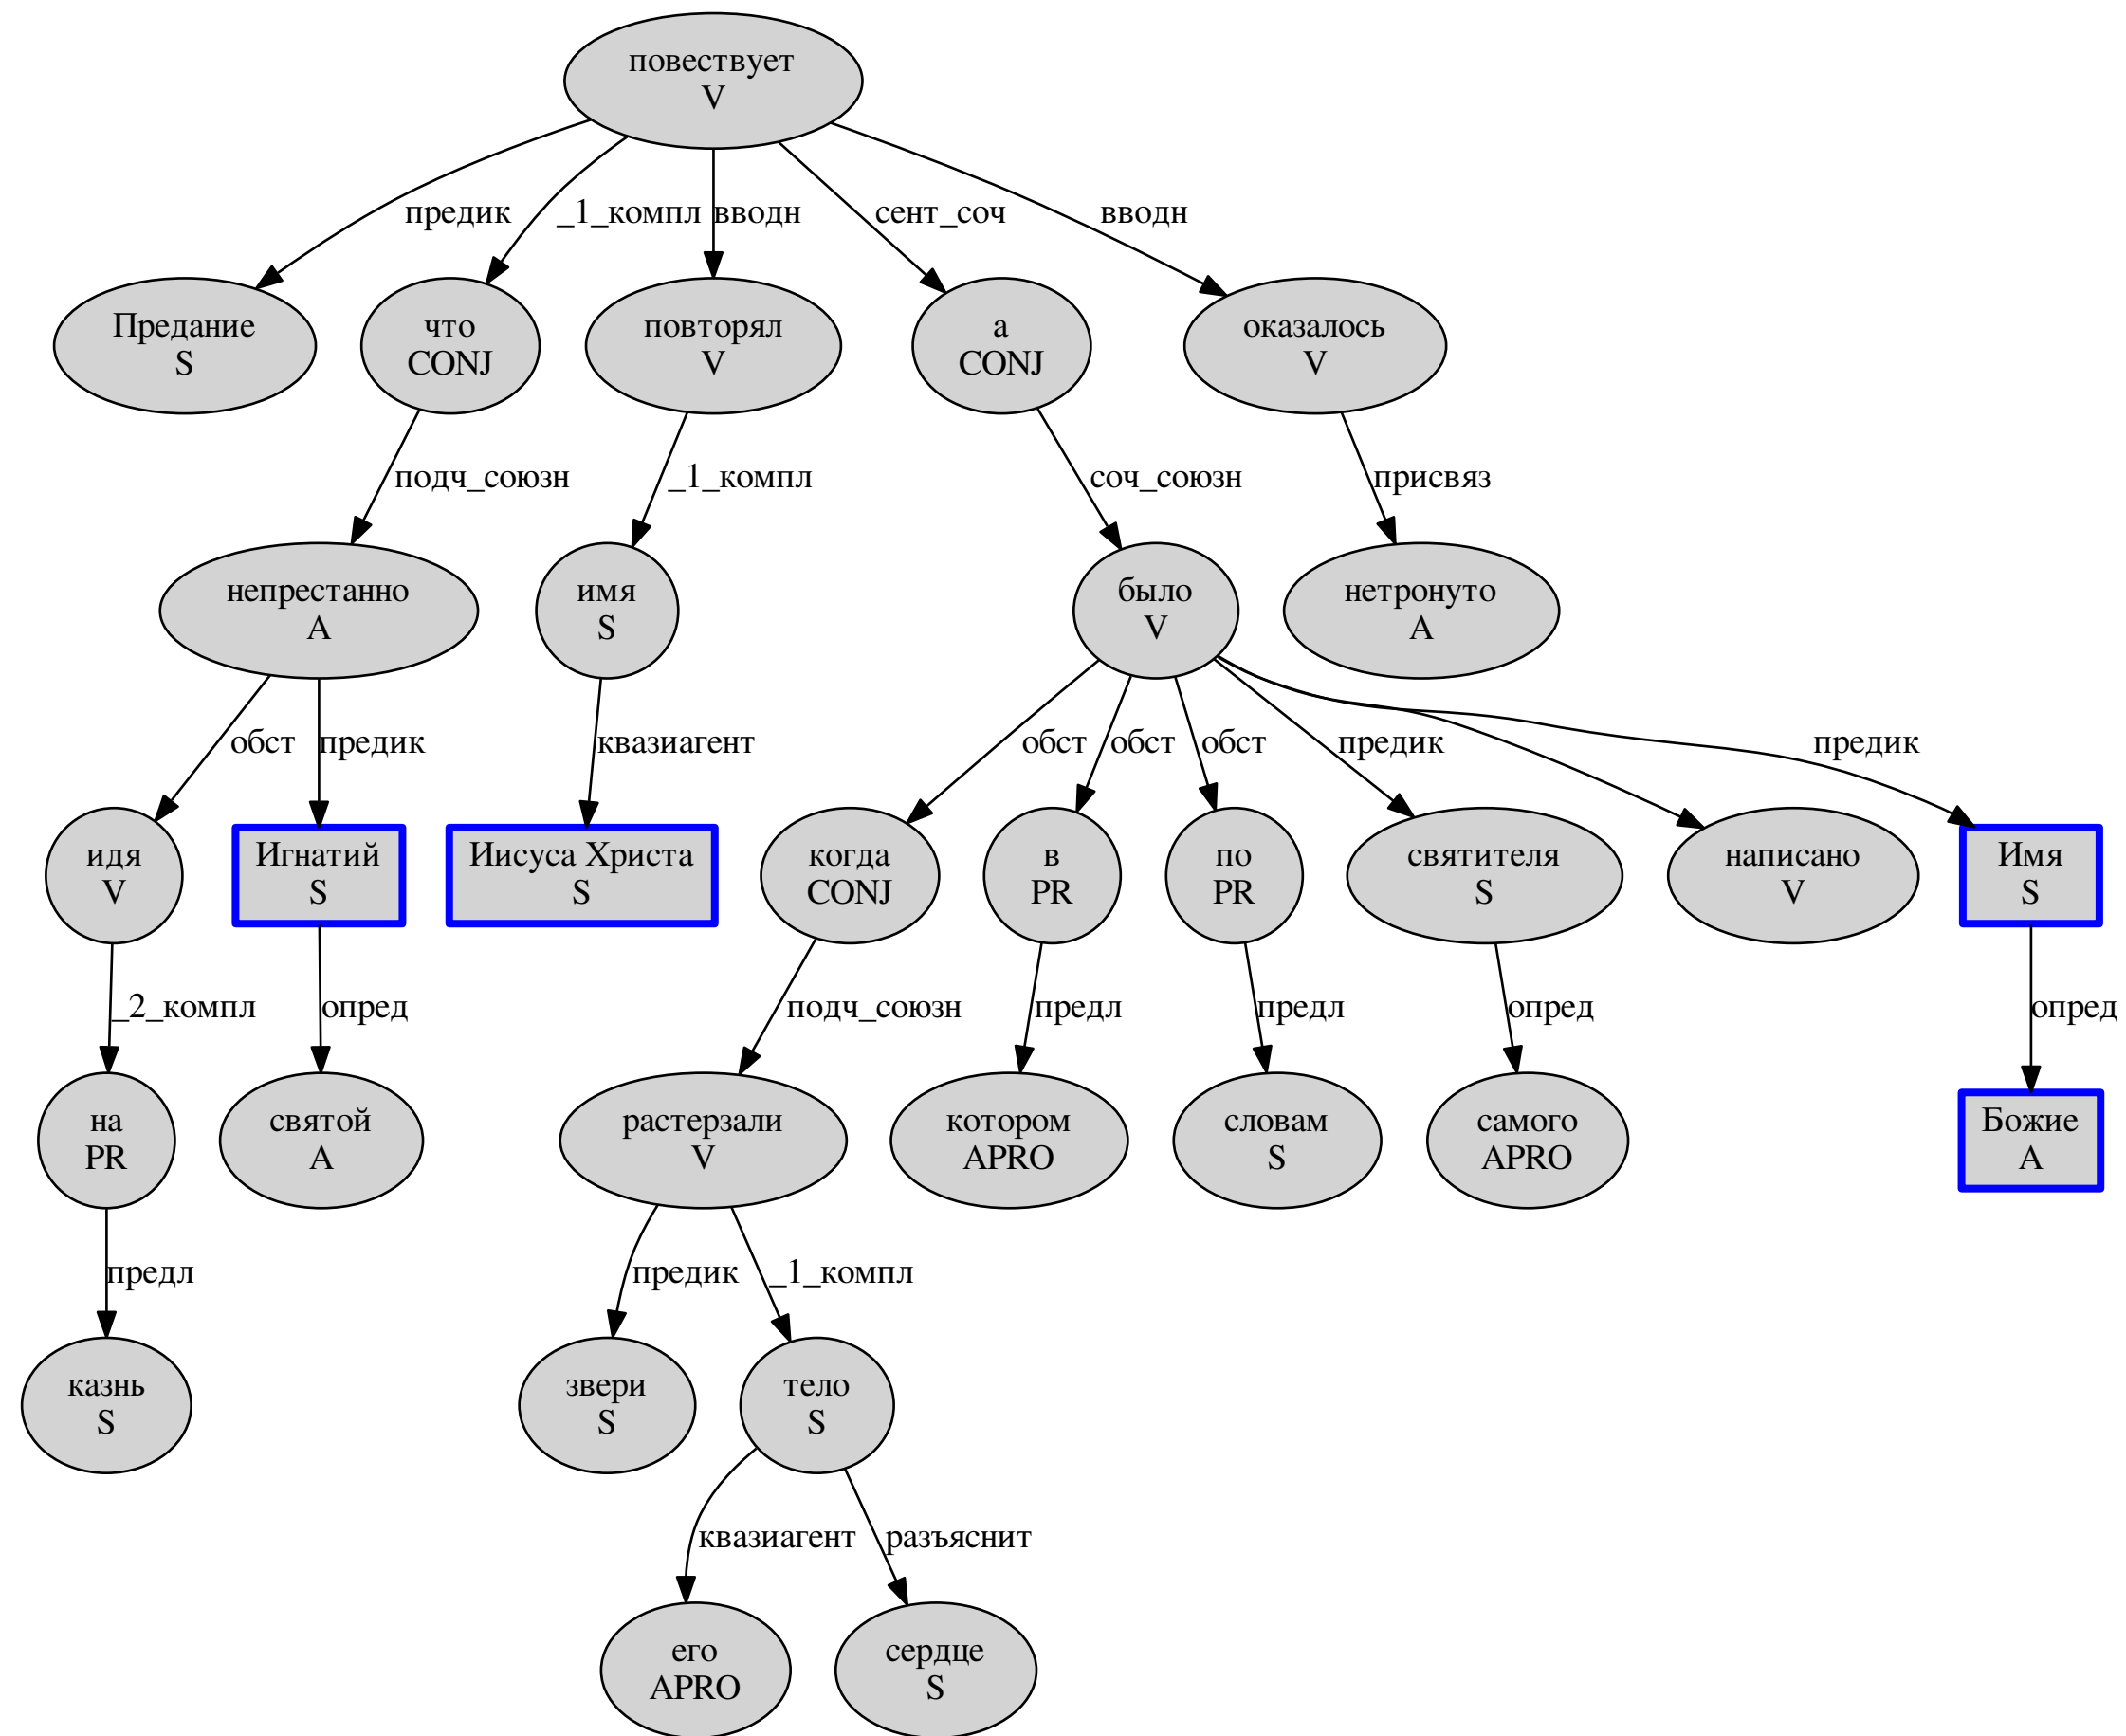 повествует
V
предик
_1_компл
вводн
сент_соч
вводн
Предание
S
что
CONJ
повторял
V
а
CONJ
оказалось
V
подч_союзн
_1_компл
соч_союзн
присвяз
непрестанно
A
имя
S
было
V
нетронуто
A
обст
предик
квазиагент
обст
обст
обст
предик
предик
идя
V
Игнатий
S
Иисуса Христа
S
когда
CONJ
в
PR
по
PR
святителя
S
написано
V
Имя
S
_2_компл
опред
подч_союзн
предл
предл
опред
опред
на
PR
святой
A
растерзали
V
котором
APRO
словам
S
самого
APRO
Божие
A
предл
предик
_1_компл
казнь
S
звери
S
тело
S
квазиагент
разъяснит
его
APRO
сердце
S